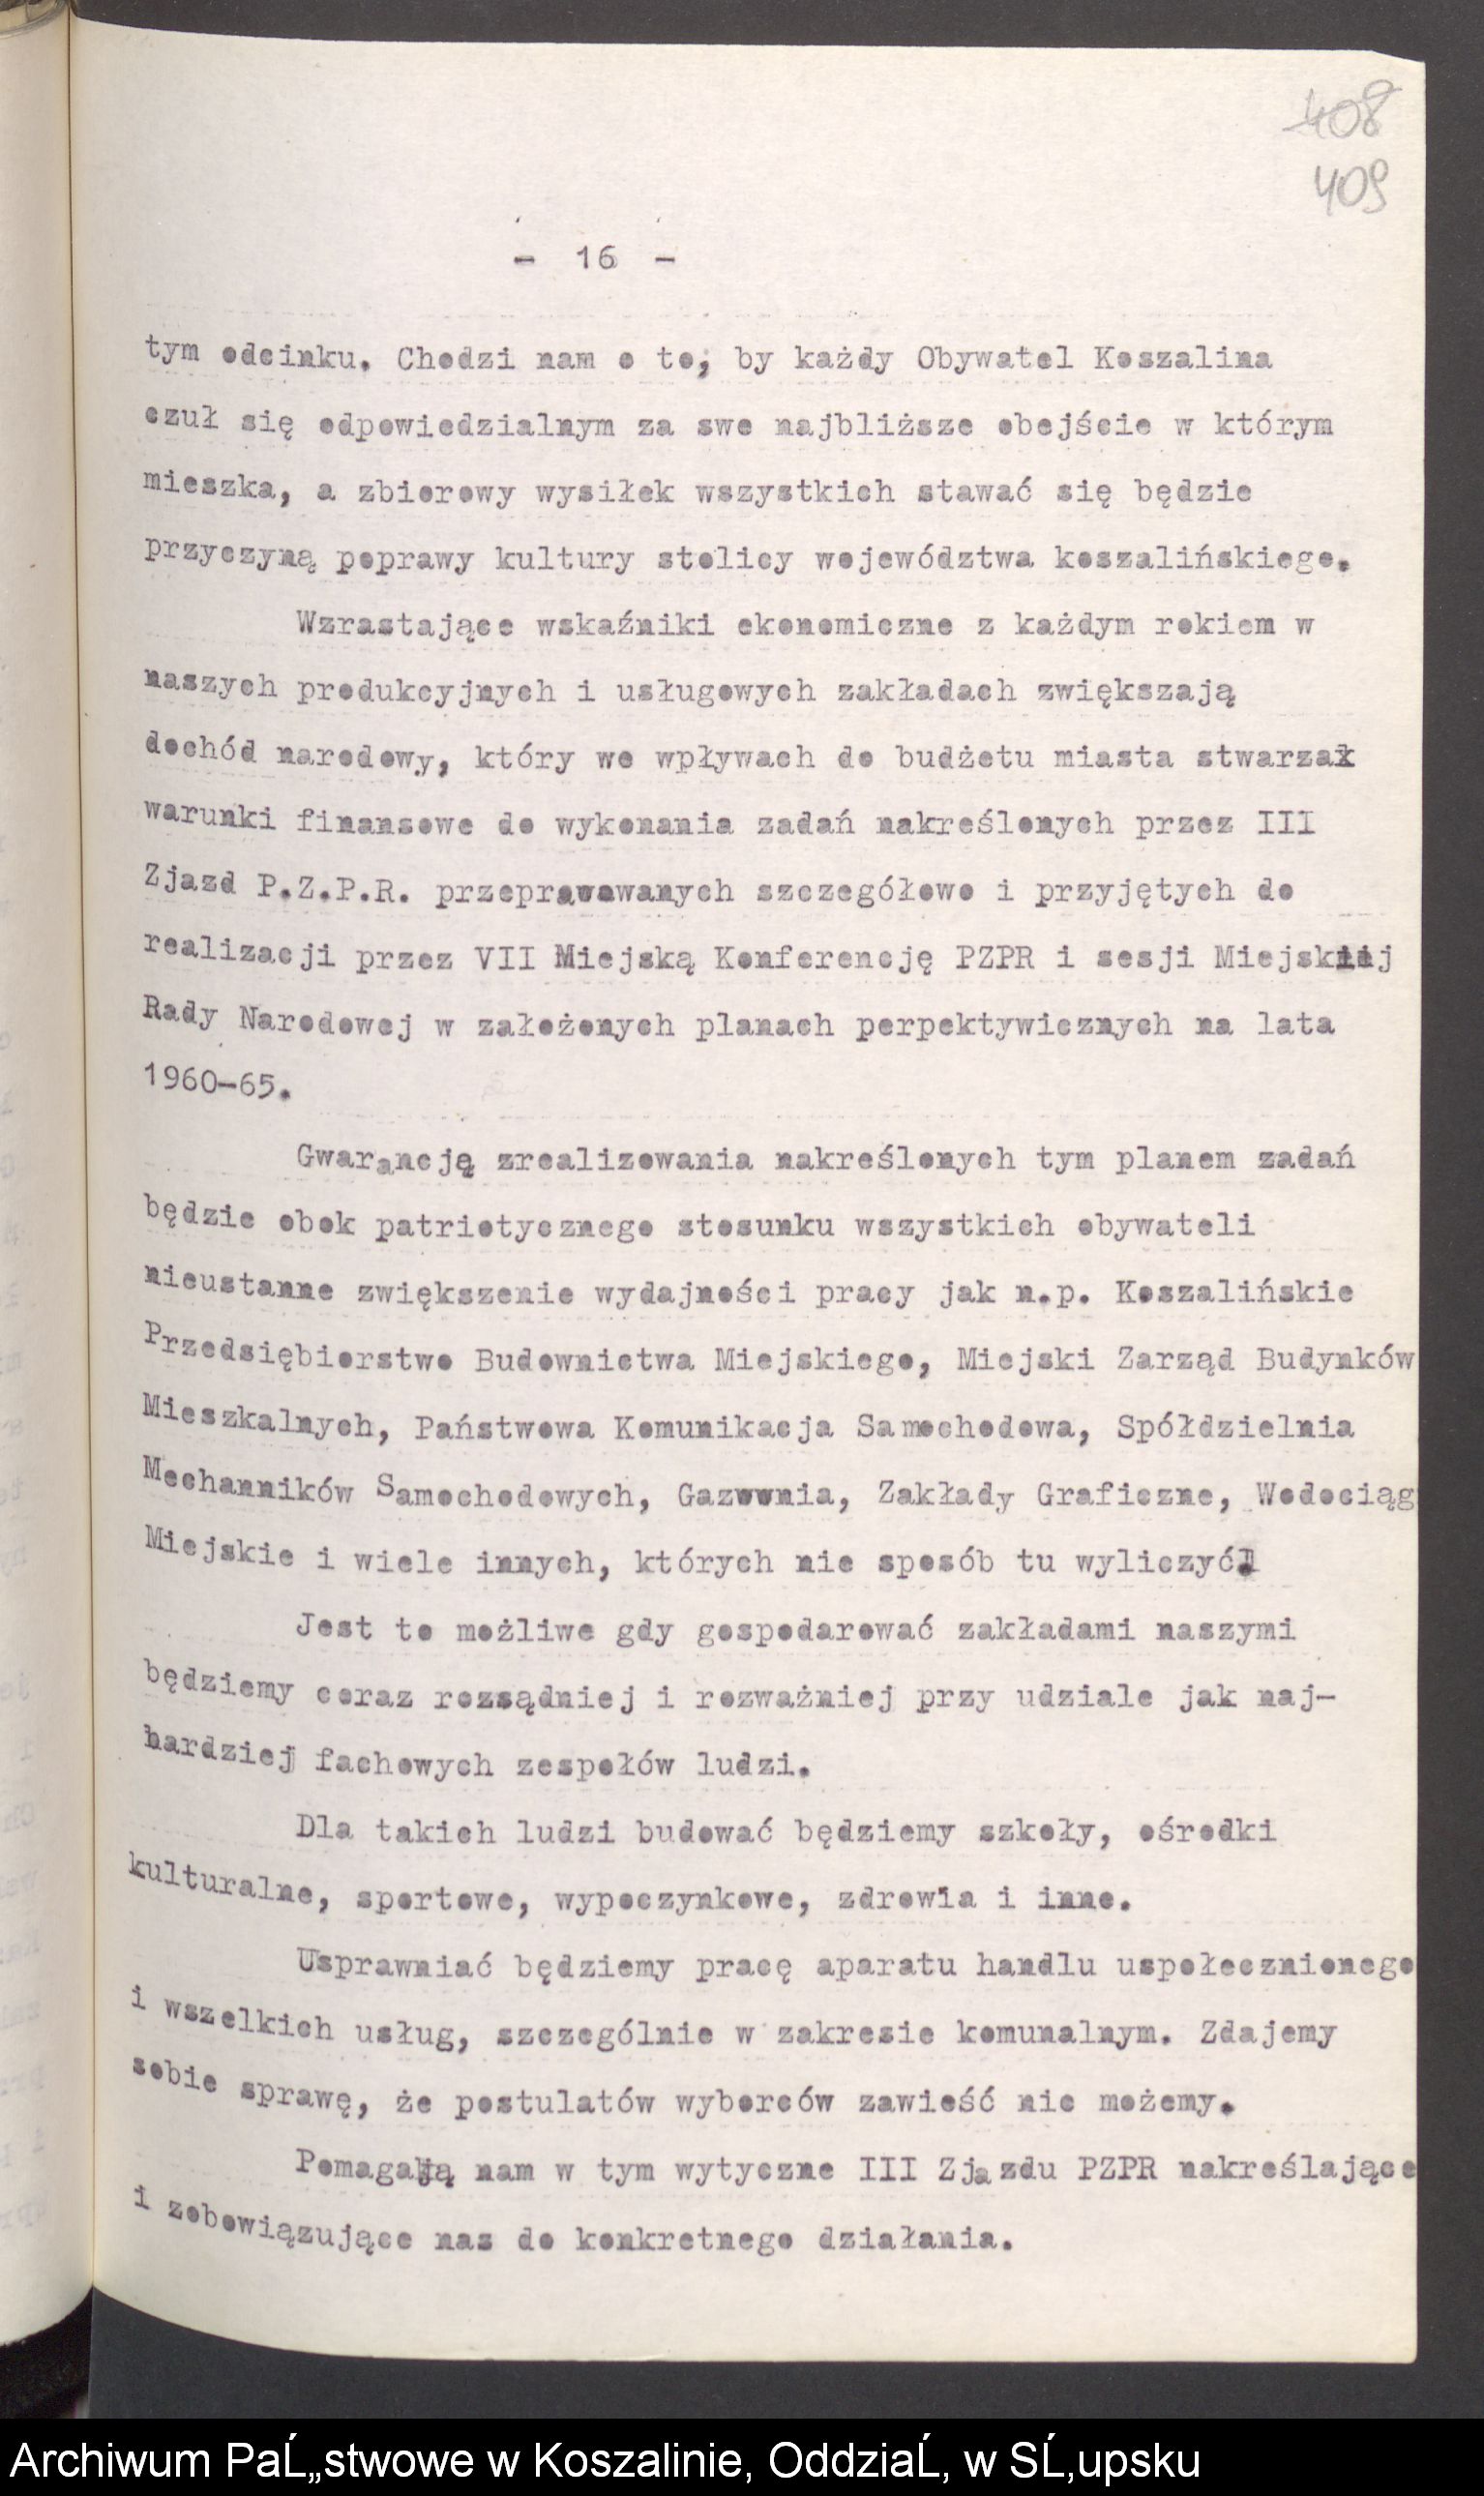 408
409
- 16 -
tym odcinku. Chodzi nam o to, by każdy Obywatel Koszalina
czuł się odpowiedzialnym za swe najbliższe obejście w którym
mieszka, a zbiorowy wysiłek wszystkich stawać się będzie
przyczyną poprawy kultury stolicy województwa koszalińskiego.
Wzrastające wskaźniki ekonomiczne z każdym rokiem w
naszych produkcyjnych i usługowych zakładach zwiększają
dochód narodowy, który we wpływach do budżetu miasta stwarzał
warunki finansowe do wykonania zadań nakreślonych przez III
Zjazd P.Z.P.R. przeprawowanych szczegółowo i przyjętych do
realizacji przez VII Miejską Konferencję PZPR i sesji Miejskiej
Rady Narodowej w założonych planach perpektywicznych na lata
1960-65.
Gwarancją zrealizowania nakreślonych tym planem zadań
będzie obok patriotycznego stosunku wszystkich obywateli
nieustanne zwiększenie wydajności pracy jak n.p. Koszalińskie
Przedsiębiorstwo Budownictwa Miejskiego, Miejski Zarząd Budynków
Mieszkalnych, Państwowa Komunikacja Samochodowa, Spółdzielnia
Mechanników Samochodowych, Gazownia, Zakłady Graficzne, Wodociąg
Miejskie i wiele innych, których nie sposób tu wyliczyć.
Jest to możliwe gdy gospodarować zakładami naszymi
będziemy coraz rozsądniej i rozważniej przy udziale jak naj-
bardziej fachowych zespołów ludzi.
Dla takich ludzi budować będziemy szkoły, ośrodki
kulturalne, sportowe, wypoczynkowe, zdrowia i inne.
Usprawniać będziemy pracę aparatu handlu uspołecznionego
i wszelkich usług, szczególnie w zakresie komunalnym. Zdajemy
sobie sprawę, że postulatów wyborców zawieść nie możemy.
Pomagają nam w tym wytyczne III Zjazdu PZPR nakreślające
i zobowiązujące nas do konkretnego działania.
Archiwum PaĹ„stwowe w Koszalinie, OddziaĹ‚ w SĹ‚upsku